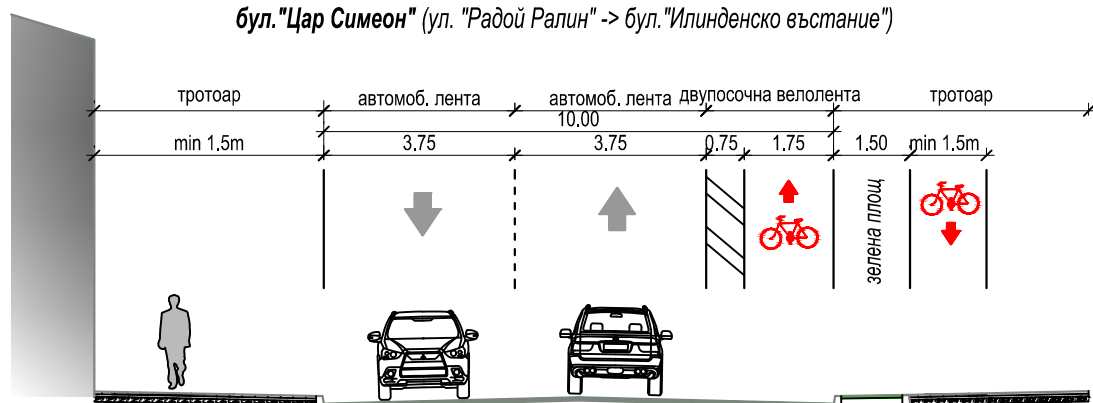 бул."Цар Симеон" (ул. "Радой Ралин" -> бул."Илинденско въстание")
тротоар автомоб. лента автомоб. лента двупосочна велолента тротоар
10.00
min 1.5m 3.75 3.75 0.75 1.75 1.50 min 1.5m
зелена площ